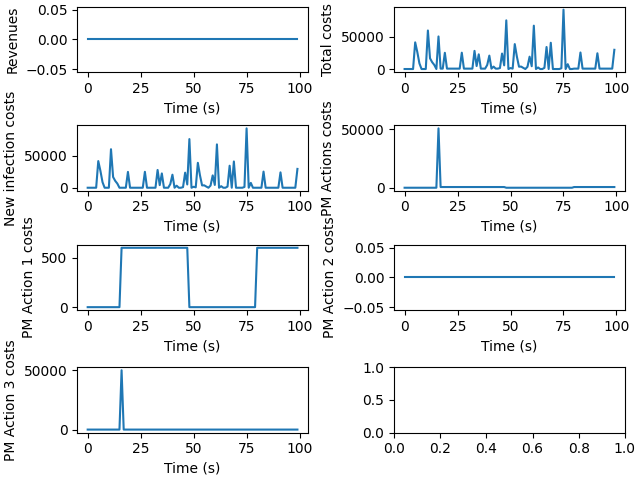 Revenues
0.05
0.00
−0.05
0 25 50 75 100
Time (s)
Total costs
50000
0
0 25 50 75 100
Time (s)
New infection costs
50000
0
0 25 50 75 100
Time (s)
PM Actions costs
50000
0
0 25 50 75 100
Time (s)
PM Action 1 costs
500
0
0 25 50 75 100
Time (s)
PM Action 2 costs
0.05
0.00
−0.05
0 25 50 75 100
Time (s)
PM Action 3 costs
50000
0
0 25 50 75 100
Time (s)
1.0
0.5
0.0
0.0 0.2 0.4 0.6 0.8 1.0